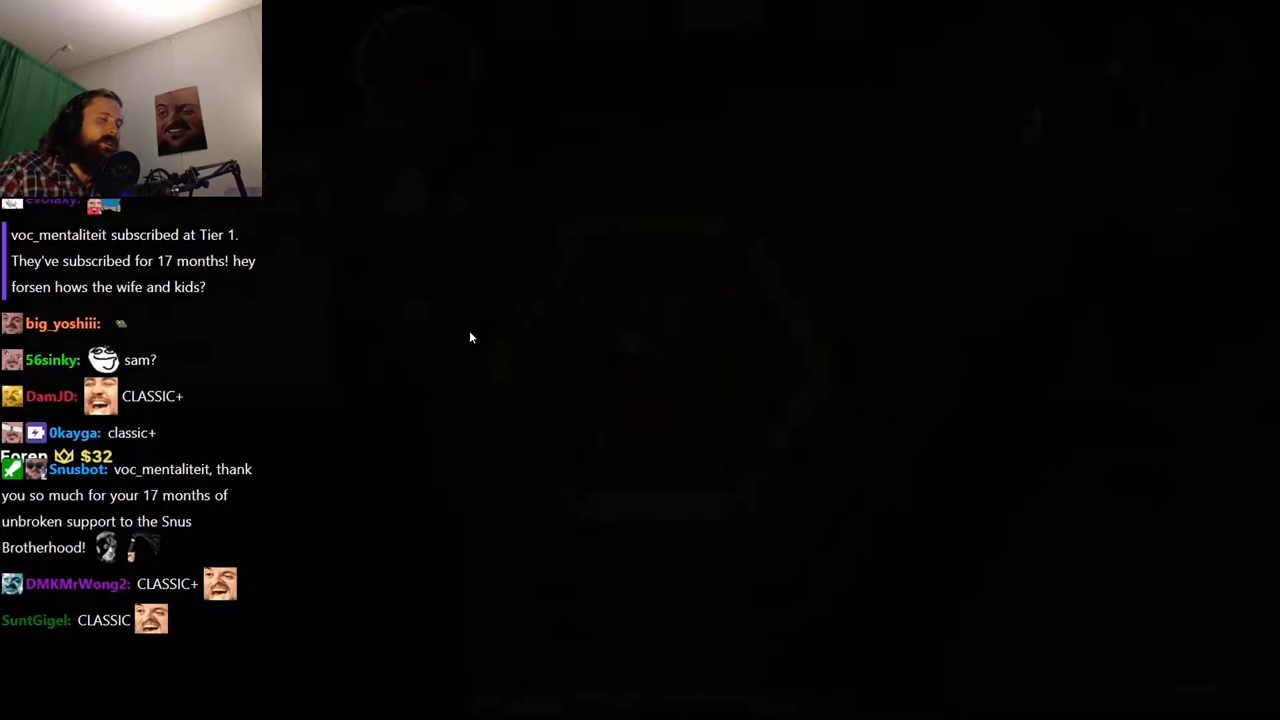 evolaxy:
voc_mentaliteit subscribed at Tier 1.
They've subscribed for 17 months! hey
forsen hows the wife and kids?
big_yoshiii:
56sinky: sam?
DamJD: CLASSIC+
0kayga: classic+
Foren $32
Snusbot: voc_mentaliteit, thank
you so much for your 17 months of
unbroken support to the Snus
Brotherhood!
DMKMrWong2: CLASSIC+
SuntGigel: CLASSIC